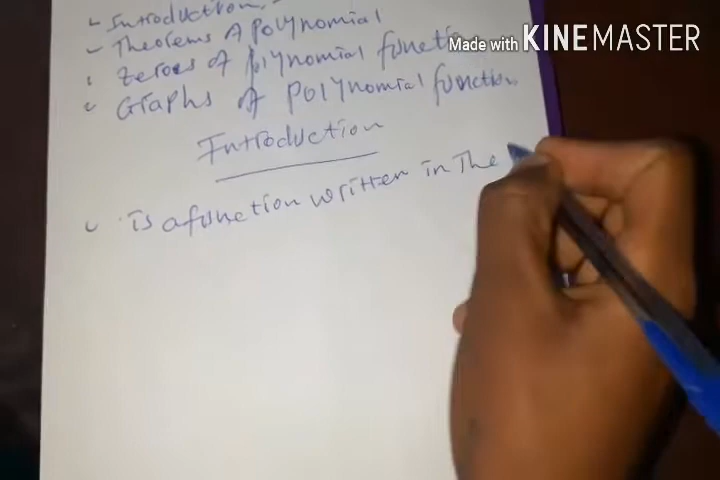 Introduction.
Theorems of polynomial
Made with KINEMASTER
Zeroes of polynomial functi
Graphs of polynomial function
Introduction
is a function written in The